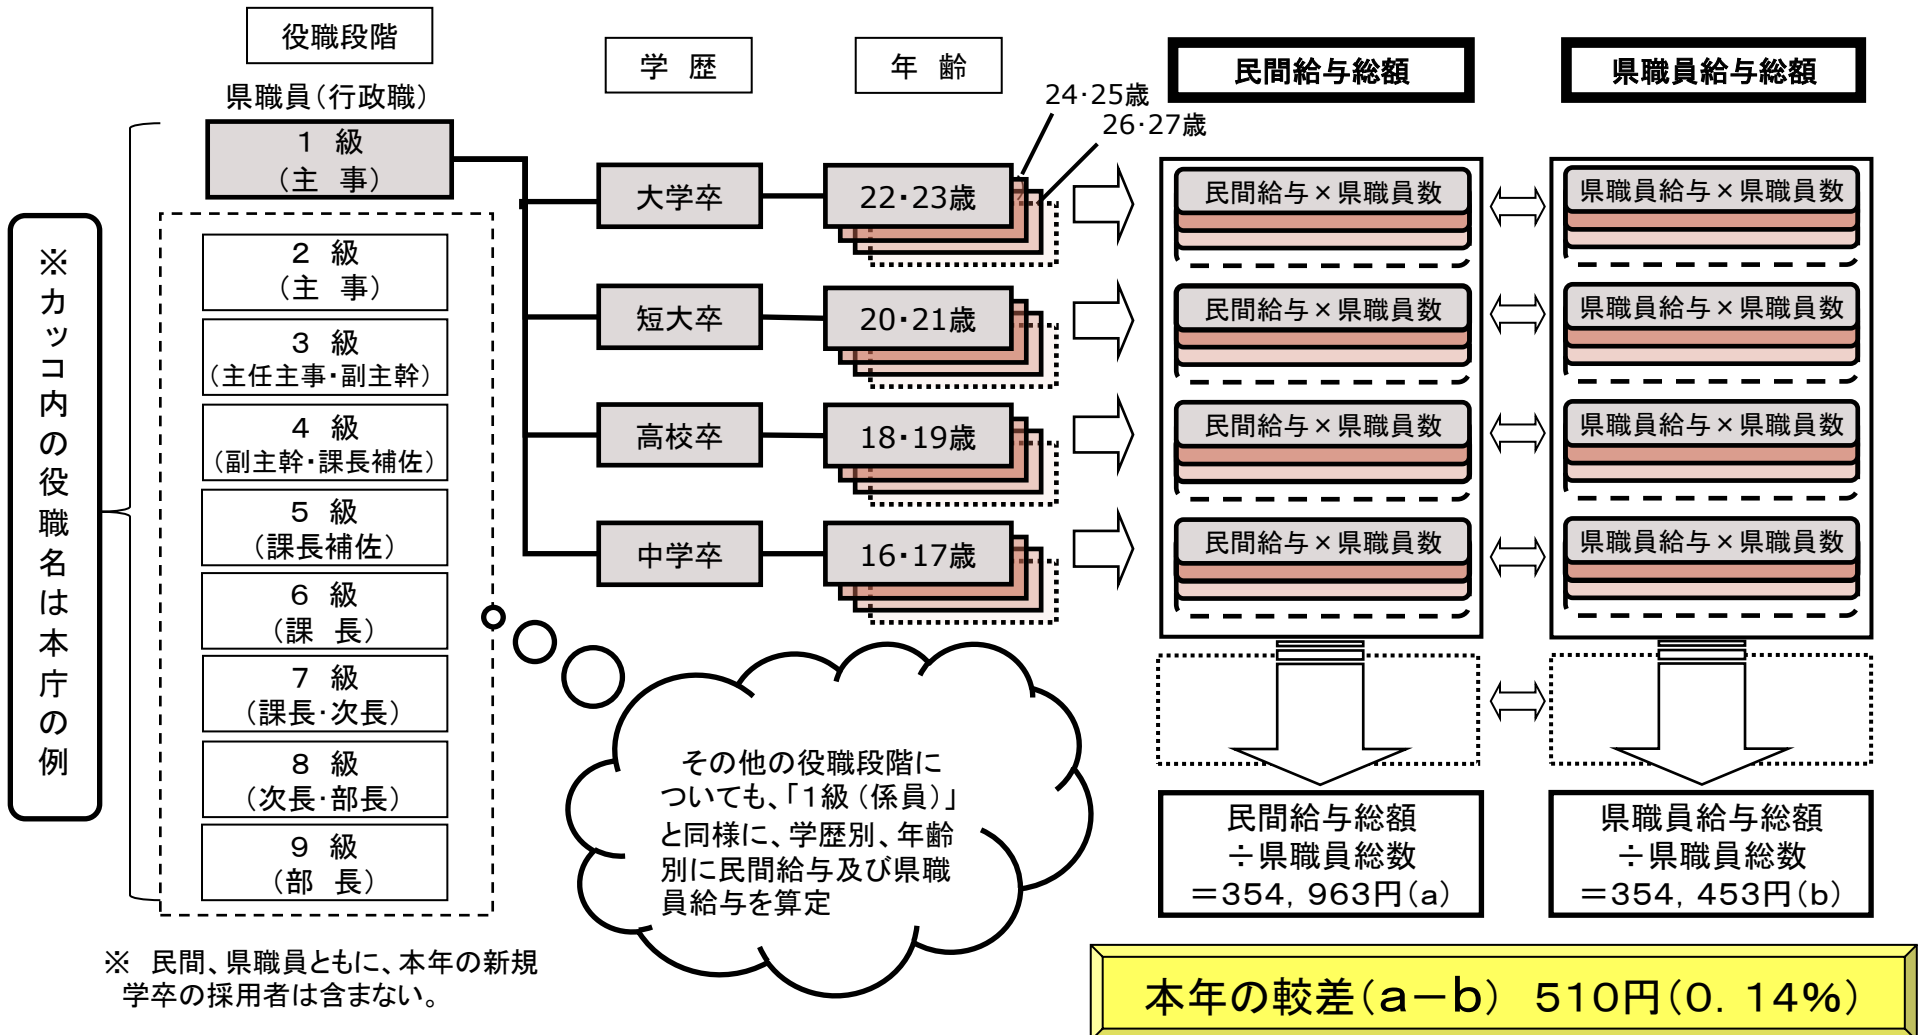 役職段階
県職員（行政職）
１　級
（主　事）
２　級
（主　事）
３　級
（主任主事・副主幹）
４　級
（副主幹・課長補佐）
５　級
（課長補佐）
６　級
（課　長）
７　級
（課長・次長）
８　級
（次長・部長）
９　級
（部　長）
※カッコ内の役職名は本庁の例
※　民間、県職員ともに、本年の新規
学卒の採用者は含まない。
学　歴
大学卒
短大卒
高校卒
中学卒
年　齢
24・25歳
26・27歳
22・23歳
20・21歳
18・19歳
16・17歳
その他の役職段階に
ついても、「１級（係員）」
と同様に、学歴別、年齢
別に民間給与及び県職
員給与を算定
民間給与総額
民間給与×県職員数
民間給与×県職員数
民間給与×県職員数
民間給与×県職員数
民間給与総額
÷県職員総数
＝354，963円（a）
県職員給与総額
県職員給与×県職員数
県職員給与×県職員数
県職員給与×県職員数
県職員給与×県職員数
県職員給与総額
÷県職員総数
＝354，453円（b）
本年の較差（a－b）　510円（0．14%）